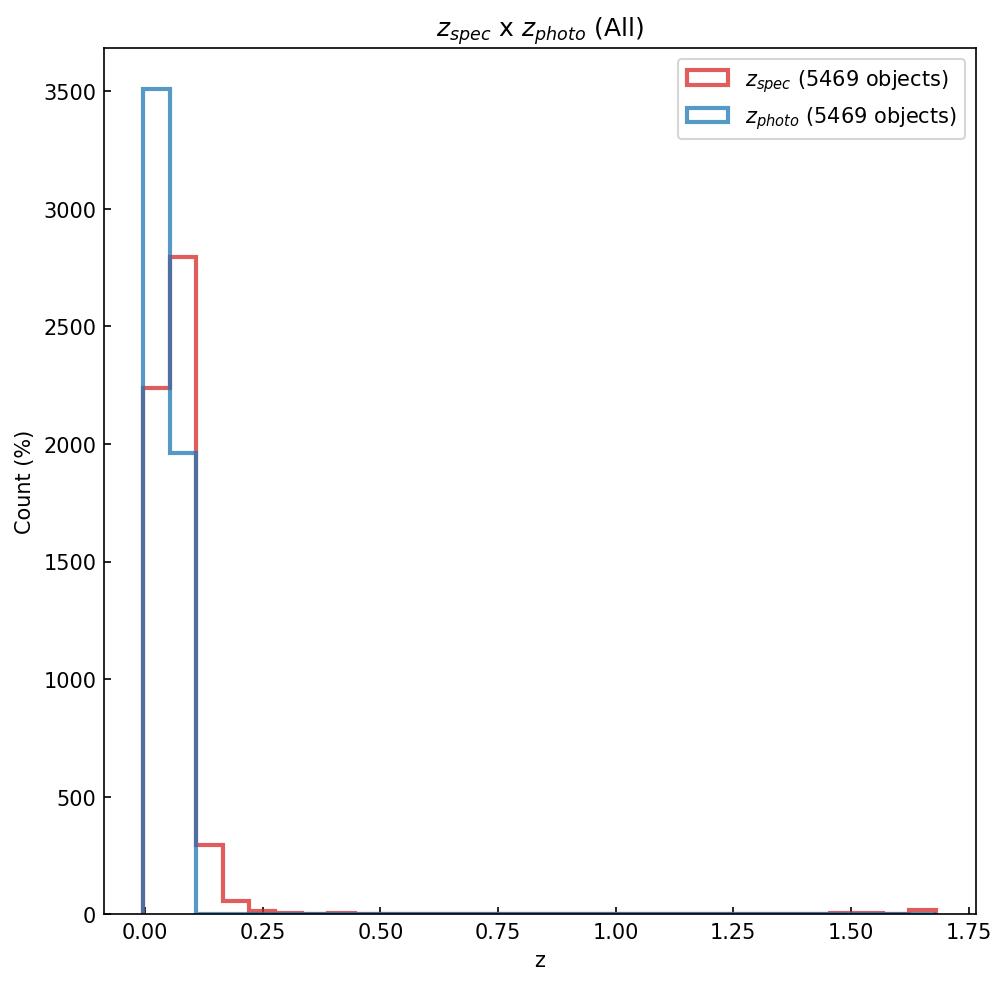 z_spec x z_photo (All)
z_spec (5469 objects)
z_photo (5469 objects)
Count (%)
3500
3000
2500
2000
1500
1000
500
0
0.00 0.25 0.50 0.75 1.00 1.25 1.50 1.75
z